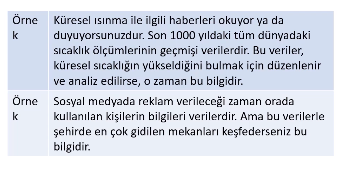 Örne
k
Küresel ısınma ile ilgili haberleri okuyor ya da
duyuyorsunuzdur. Son 1000 yıldaki tüm dünyadaki
sıcaklık ölçümlerinin geçmişi verilerdir. Bu veriler,
küresel sıcaklığın yükseldiğini bulmak için düzenlenir
ve analiz edilirse, o zaman bu bilgidir.
Örne
k
Sosyal medyada reklam verileceği zaman orada
kullanılan kişilerin bilgileri verilerdir. Ama bu verilerle
şehirde en çok gidilen mekanları keşfederseniz bu
bilgidir.